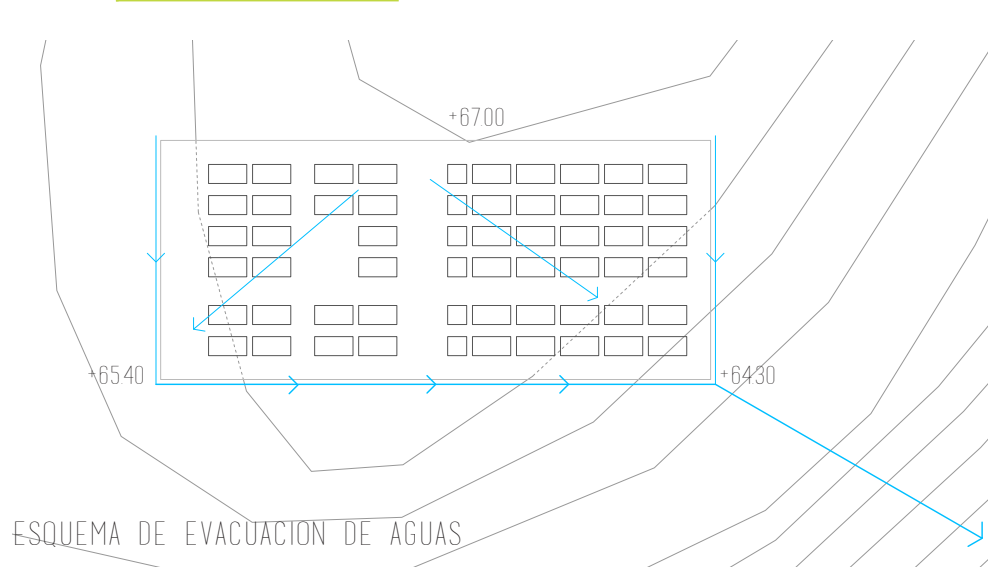 +67.00
+65.40
+64.30
ESQUEMA DE EVACUACION DE AGUAS